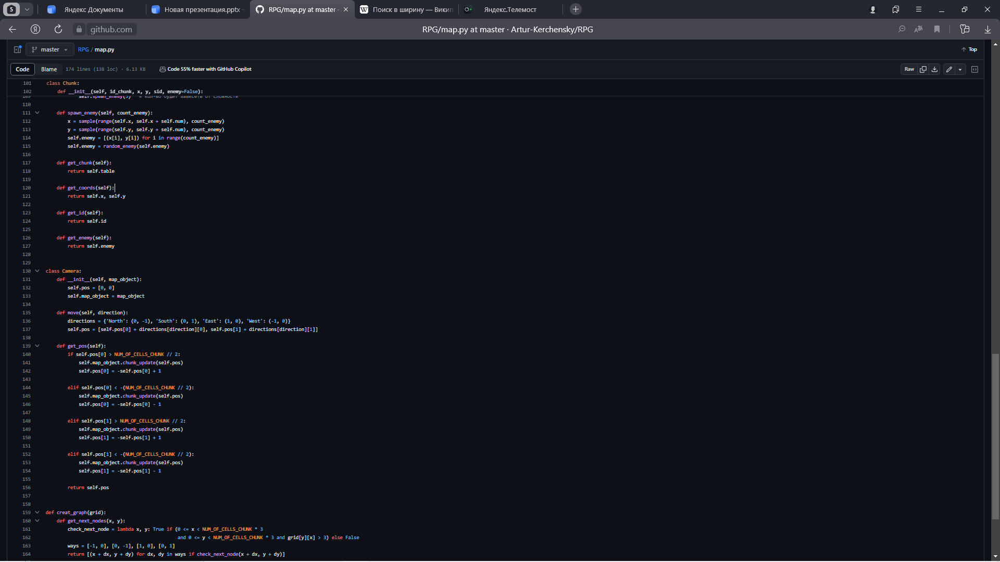 5
Яндекс Документы
Новая презентация.pptx -
RPG/map.py at master ·
Поиск в ширину — Викип
Яндекс.Телемост
github.com
RPG/map.py at master · Artur-Kerchensky/RPG
master
RPG / map.py
Top
Code
Blame
174 lines (138 loc) · 6.13 KB
Code 55% faster with GitHub Copilot
Raw
101 class Chunk:
102 def __init__(self, id_chunk, x, y, sid, enemy=False):
109 self.spawn_enemy(5) # кол-во будет зависеть от сложности
110
111 def spawn_enemy(self, count_enemy):
112 x = sample(range(self.x, self.x + self.num), count_enemy)
113 y = sample(range(self.y, self.y + self.num), count_enemy)
114 self.enemy = [(x[i], y[i]) for i in range(count_enemy)]
115 self.enemy = random_enemy(self.enemy)
116
117 def get_chunk(self):
118 return self.table
119
120 def get_coords(self):
121 return self.x, self.y
122
123 def get_id(self):
124 return self.id
125
126 def get_enemy(self):
127 return self.enemy
128
129
130 class Camera:
131 def __init__(self, map_object):
132 self.pos = [0, 0]
133 self.map_object = map_object
134
135 def move(self, direction):
136 directions = {'North': (0, -1), 'South': (0, 1), 'East': (1, 0), 'West': (-1, 0)}
137 self.pos = [self.pos[0] + directions[direction][0], self.pos[1] + directions[direction][1]]
138
139 def get_pos(self):
140 if self.pos[0] > NUM_OF_CELLS_CHUNK // 2:
141 self.map_object.chunk_update(self.pos)
142 self.pos[0] = -self.pos[0] + 1
143
144 elif self.pos[0] < -(NUM_OF_CELLS_CHUNK // 2):
145 self.map_object.chunk_update(self.pos)
146 self.pos[0] = -self.pos[0] - 1
147
148 elif self.pos[1] > NUM_OF_CELLS_CHUNK // 2:
149 self.map_object.chunk_update(self.pos)
150 self.pos[1] = -self.pos[1] + 1
151
152 elif self.pos[1] < -(NUM_OF_CELLS_CHUNK // 2):
153 self.map_object.chunk_update(self.pos)
154 self.pos[1] = -self.pos[1] - 1
155
156 return self.pos
157
158
159 def creat_graph(grid):
160 def get_next_nodes(x, y):
161 check_next_node = lambda x, y: True if (0 <= x < NUM_OF_CELLS_CHUNK * 3
162 and 0 <= y < NUM_OF_CELLS_CHUNK * 3 and grid[y][x] > 3) else False
163 ways = [-1, 0], [0, -1], [1, 0], [0, 1]
164 return [(x + dx, y + dy) for dx, dy in ways if check_next_node(x + dx, y + dy)]